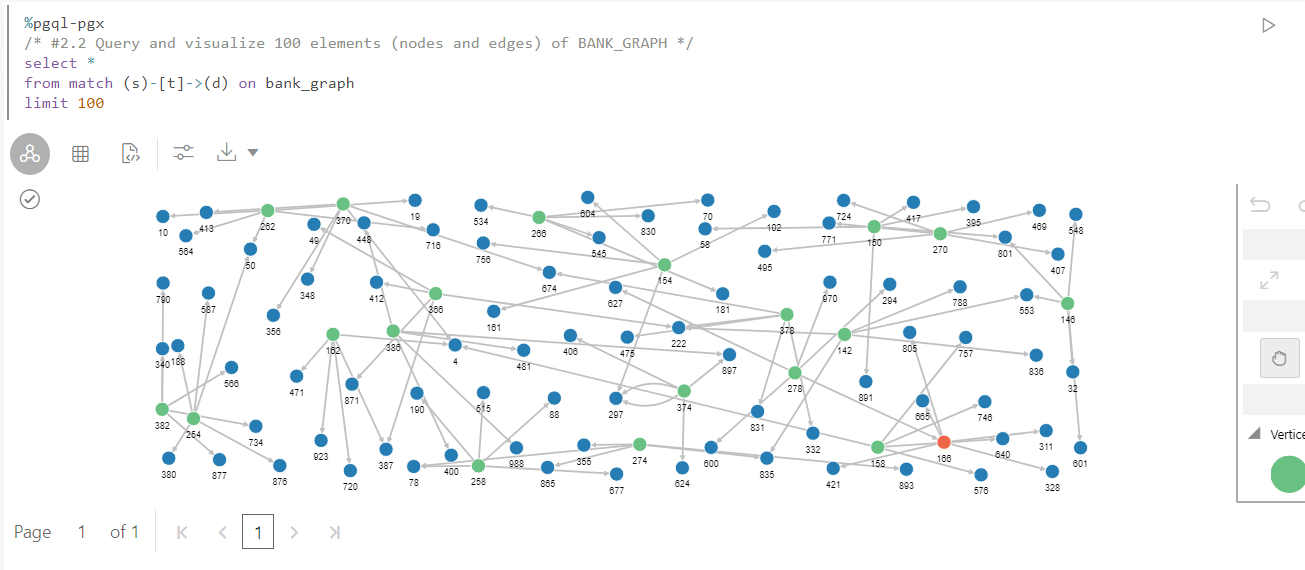 %pgql-pgx
/* #2.2 Query and visualize 100 elements (nodes and edges) of BANK_GRAPH */
select *
from match (s)-[t]->(d) on bank_graph
limit 100
10 413 262 370 19 534 604 70 724 417 395 469 548
564 49 448 716 266 830 58 102 771 150 270 801
50 756 545 495 407
154
790 587 348 412 674 627 181 970 294 788 553 146
356 366 161 378
340 188 162 386 4 481 406 475 222 897 142 805 757 836
566 471 871 278 891 32
382 254 190 515 88 297 374 831 665 746
734 923 387 332 311
380 877 876 720 78 400 258 988 865 355 274 677 624 600 835 421 158 893 166 640 576 328 601
Vertice
Page 1 of 1
1